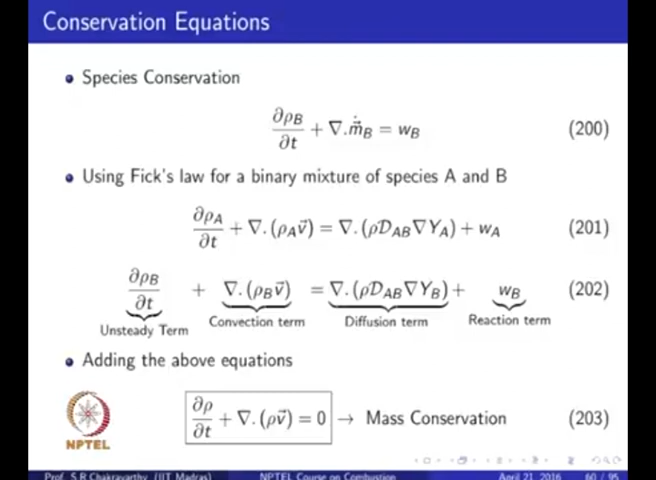 Conservation Equations
Species Conservation
∂ρ_B/∂t + ∇.ṁ⃗_B = w_B (200)
Using Fick's law for a binary mixture of species A and B
∂ρ_A/∂t + ∇.(ρ_A v⃗) = ∇.(ρD_AB∇Y_A) + w_A (201)
∂ρ_B/∂t + ∇.(ρ_B v⃗) = ∇.(ρD_AB∇Y_B) + w_B (202)
Unsteady Term Convection term Diffusion term Reaction term
Adding the above equations
∂ρ/∂t + ∇.(ρv⃗) = 0 → Mass Conservation (203)
NPTEL
Prof. S.R.Chakravarthy (IIT Madras) NPTEL Course on Combustion April 21, 2016 60 / 95